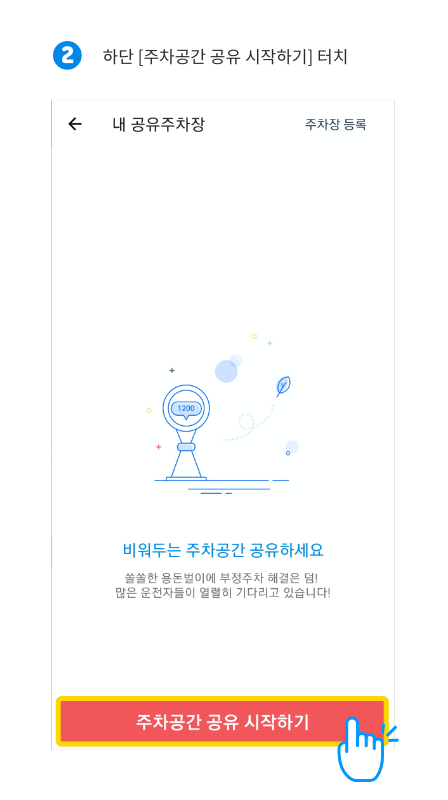 2 하단 [주차공간 공유 시작하기] 터치
내 공유주차장 주차장 등록
1200
비워두는 주차공간 공유하세요
쏠쏠한 용돈벌이에 부정주차 해결은 덤!
많은 운전자들이 열렬히 기다리고 있습니다!
주차공간 공유 시작하기